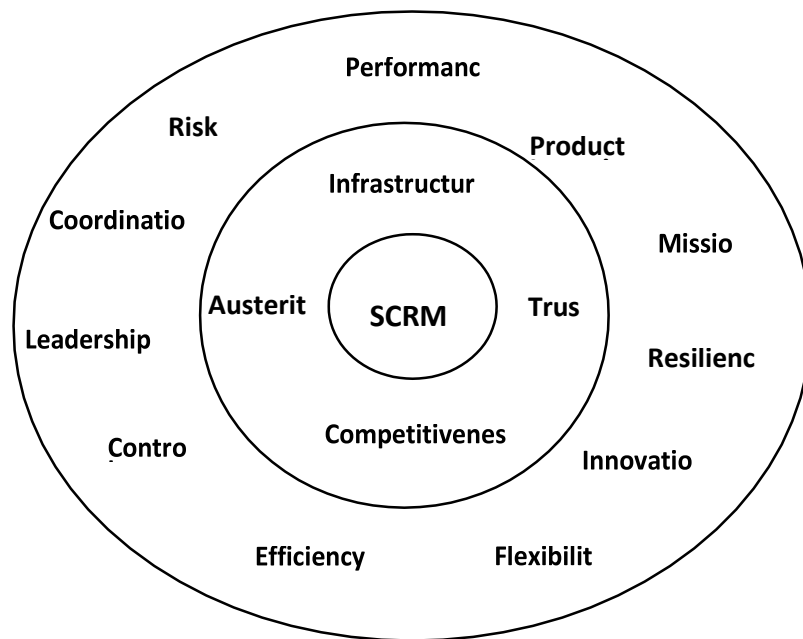 Performanc
Risk
Product
Infrastructur
Coordinatio
Missio
Austerit
SCRM
Trus
Leadership
Resilienc
Contro
Competitivenes
Innovatio
Efficiency
Flexibilit